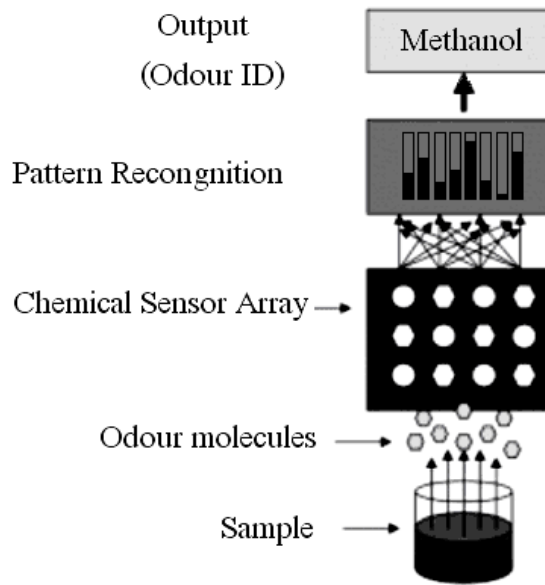 Output
(Odour ID)
Methanol
Pattern Recongnition
Chemical Sensor Array
Odour molecules
Sample